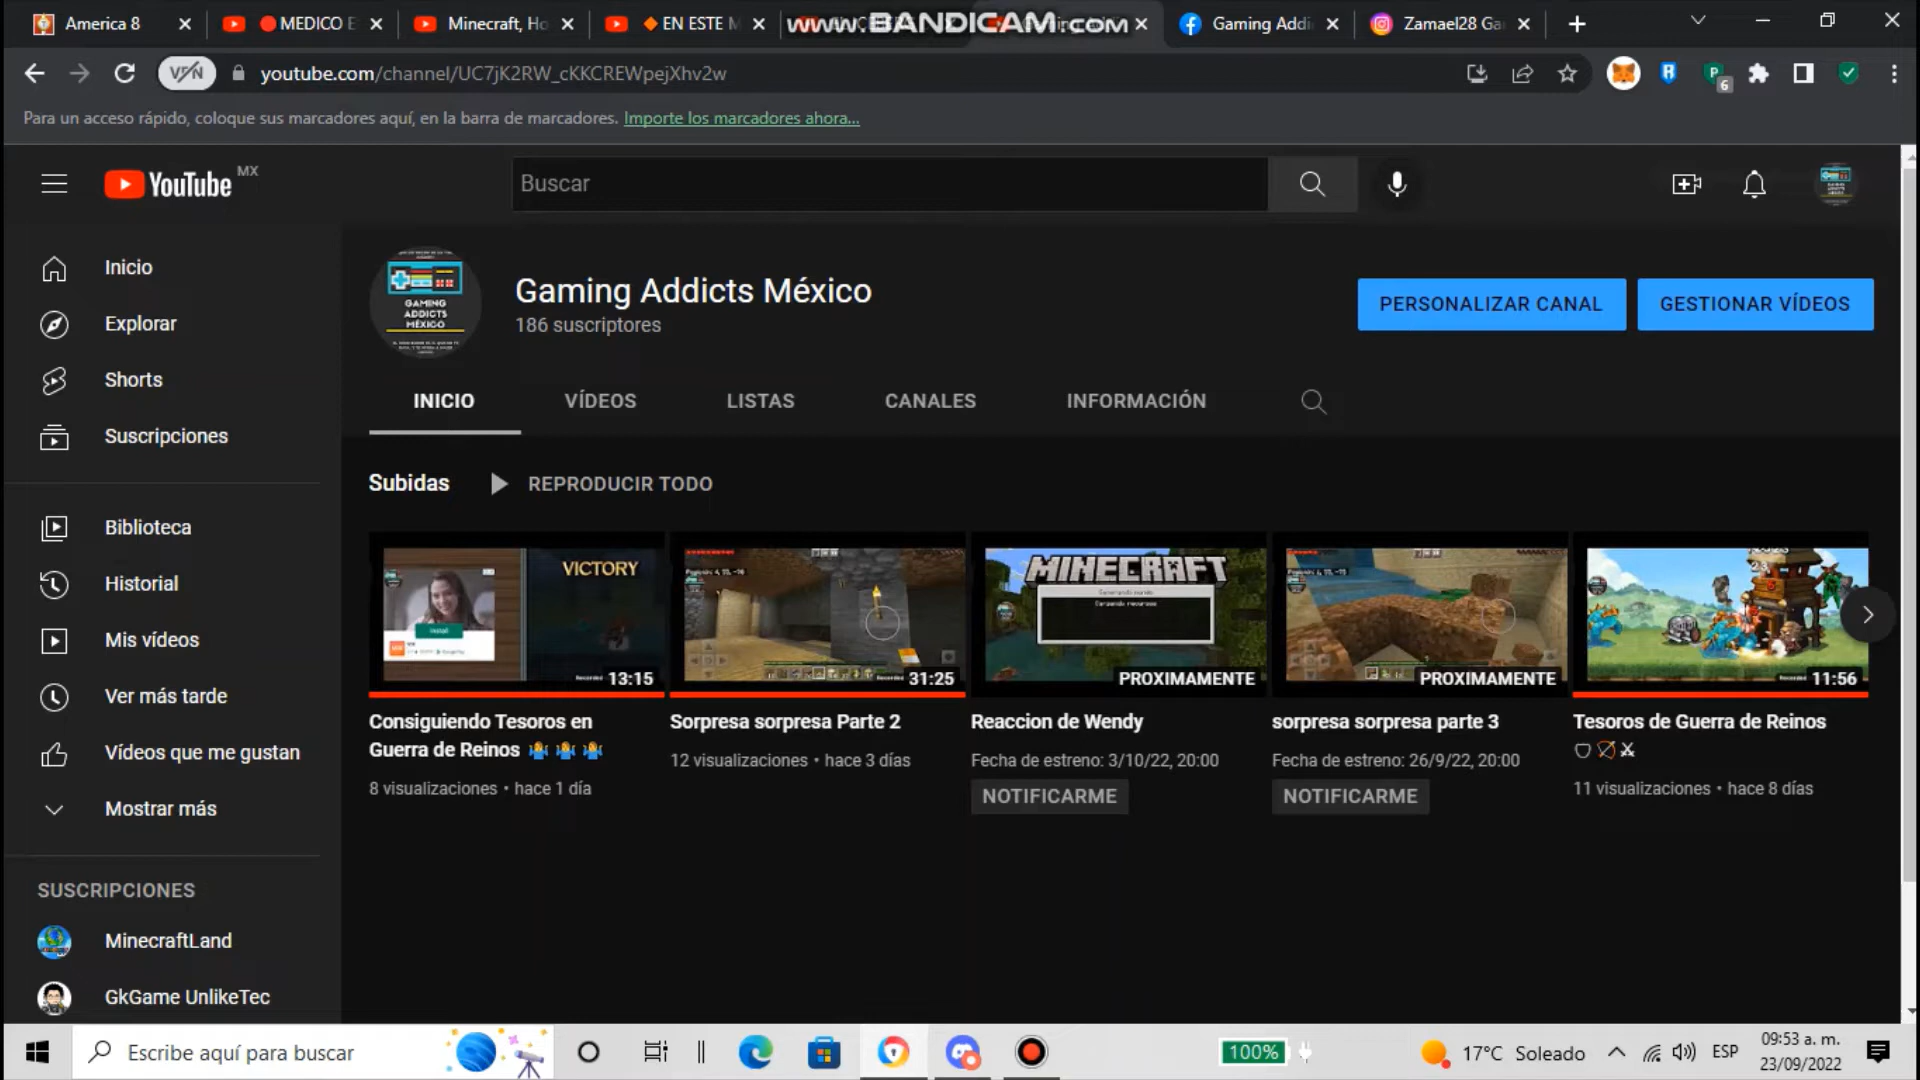 America 8
MEDICO E
Minecraft, Ho
EN ESTE M
www.BANDICAM.com
Gaming Addi
Zamael28 Ga
VPN
youtube.com/channel/UC7jK2RW_cKKCREWpejXhv2w
6
Para un acceso rápido, coloque sus marcadores aquí, en la barra de marcadores. Importe los marcadores ahora...
YouTube MX
Buscar
Inicio
Explorar
Shorts
Suscripciones
Biblioteca
Historial
Mis vídeos
Ver más tarde
Vídeos que me gustan
Mostrar más
SUSCRIPCIONES
MinecraftLand
GkGame UnlikeTec
GAMING
ADDICTS
MÉXICO
Gaming Addicts México
186 suscriptores
PERSONALIZAR CANAL
GESTIONAR VÍDEOS
INICIO
VÍDEOS
LISTAS
CANALES
INFORMACIÓN
Subidas
REPRODUCIR TODO
VICTORY
13:15
Consiguiendo Tesoros en
Guerra de Reinos
8 visualizaciones • hace 1 día
31:25
Sorpresa sorpresa Parte 2
12 visualizaciones • hace 3 días
MINECRAFT
PROXIMAMENTE
Reaccion de Wendy
Fecha de estreno: 3/10/22, 20:00
NOTIFICARME
PROXIMAMENTE
sorpresa sorpresa parte 3
Fecha de estreno: 26/9/22, 20:00
NOTIFICARME
11:56
Tesoros de Guerra de Reinos
11 visualizaciones • hace 8 días
Escribe aquí para buscar
100%
17°C Soleado
ESP
09:53 a. m.
23/09/2022